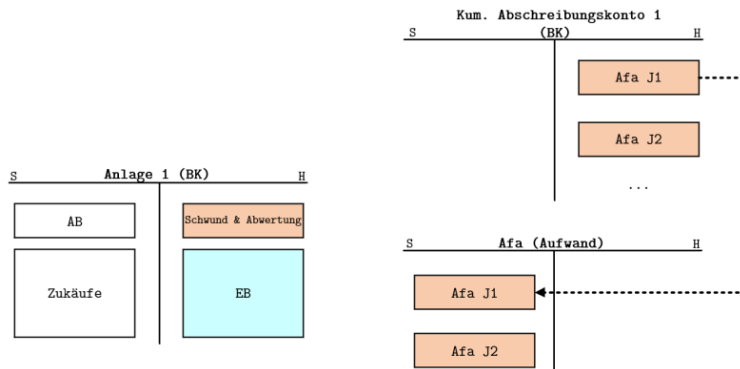 Kum. Abschreibungskonto 1
S (BK) H
Afa J1
Afa J2
...
S Anlage 1 (BK) H
AB Schwund & Abwertung
Zukäufe EB
S Afa (Aufwand) H
Afa J1
Afa J2